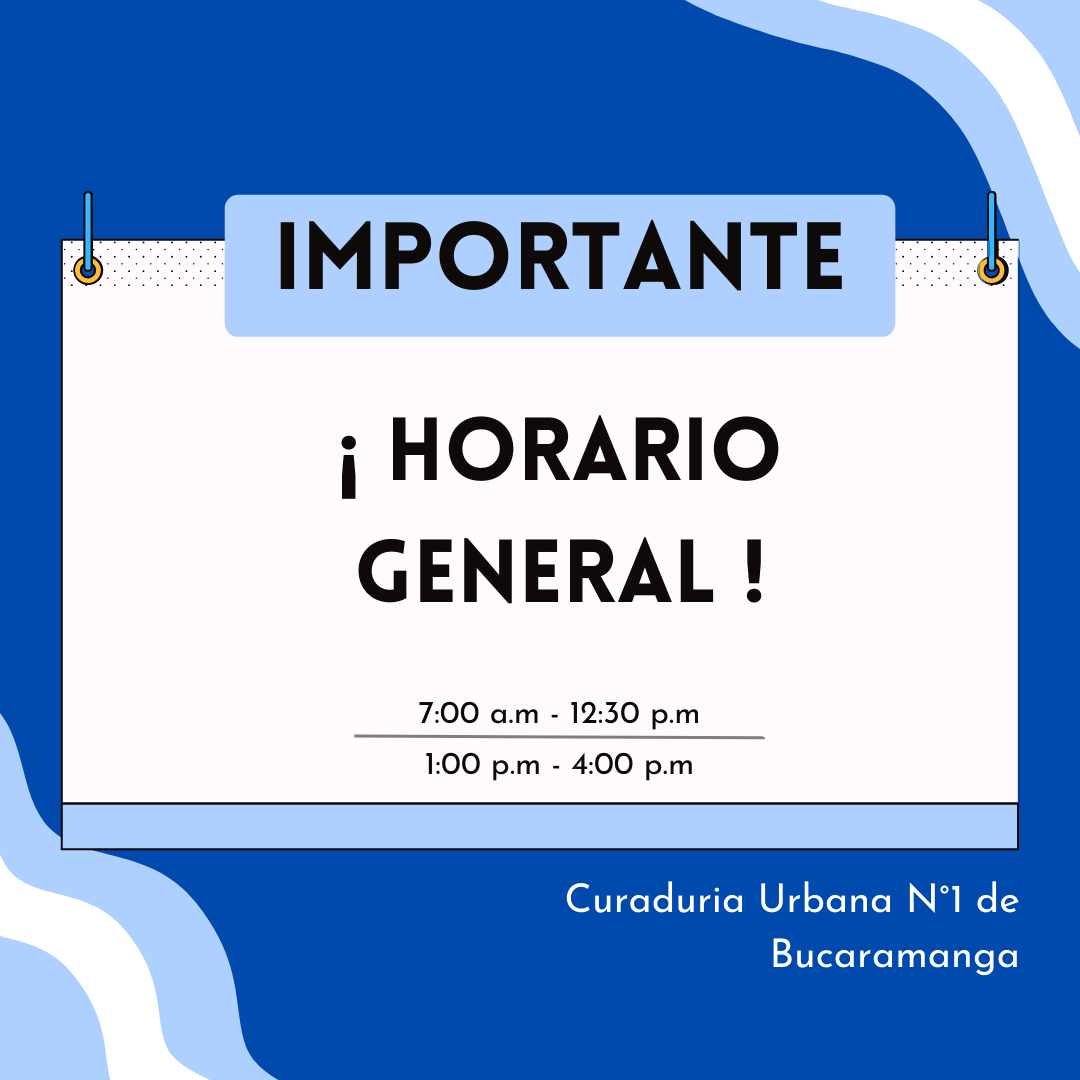 IMPORTANTE
¡ HORARIO
GENERAL !
7:00 a.m - 12:30 p.m
1:00 p.m - 4:00 p.m
Curaduria Urbana N°1 de
Bucaramanga